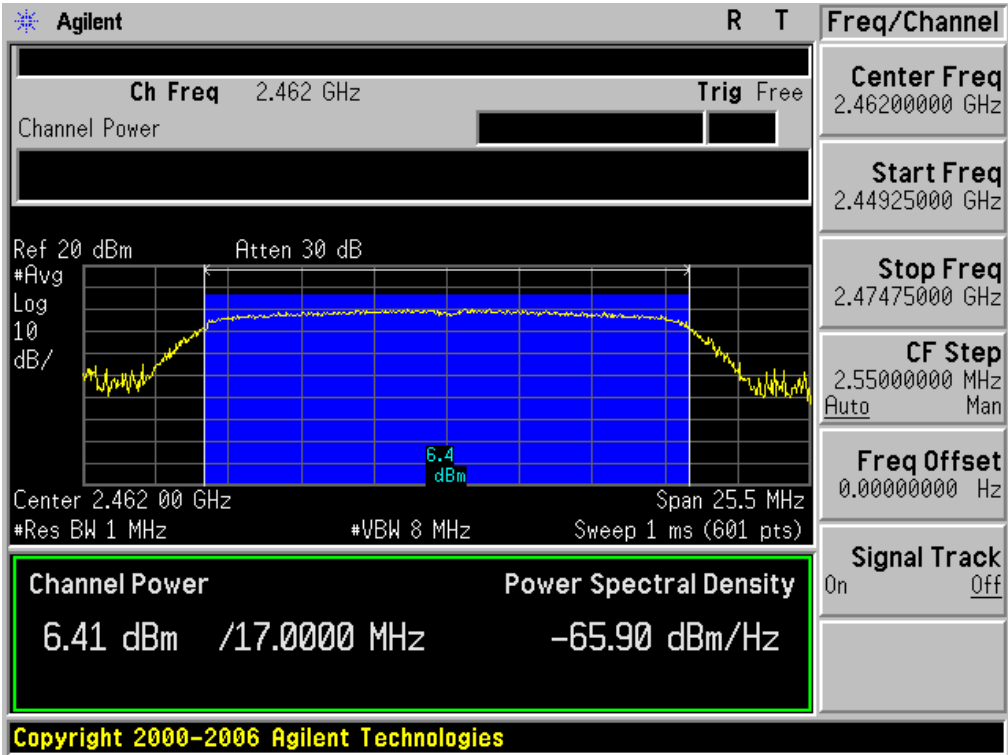 Agilent R T
Freq/Channel
Ch Freq 2.462 GHz Trig Free
Channel Power
Center Freq
2.46200000 GHz
Start Freq
2.44925000 GHz
Stop Freq
2.47475000 GHz
CF Step
2.55000000 MHz
Auto Man
Freq Offset
0.00000000 Hz
Signal Track
On Off
Ref 20 dBm Atten 30 dB
#Avg
Log
10
dB/
6.4
dBm
Center 2.462 00 GHz Span 25.5 MHz
#Res BW 1 MHz #VBW 8 MHz Sweep 1 ms (601 pts)
Channel Power Power Spectral Density
6.41 dBm /17.0000 MHz -65.90 dBm/Hz
Copyright 2000-2006 Agilent Technologies